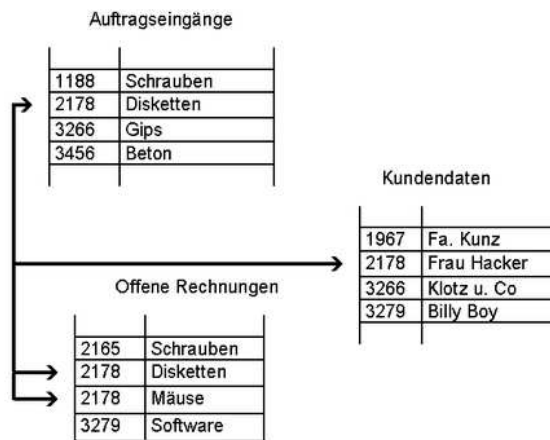 Auftragseingänge
1188 Schrauben
2178 Disketten
3266 Gips
3456 Beton
Kundendaten
1967 Fa. Kunz
2178 Frau Hacker
3266 Klotz u. Co
3279 Billy Boy
Offene Rechnungen
2165 Schrauben
2178 Disketten
2178 Mäuse
3279 Software